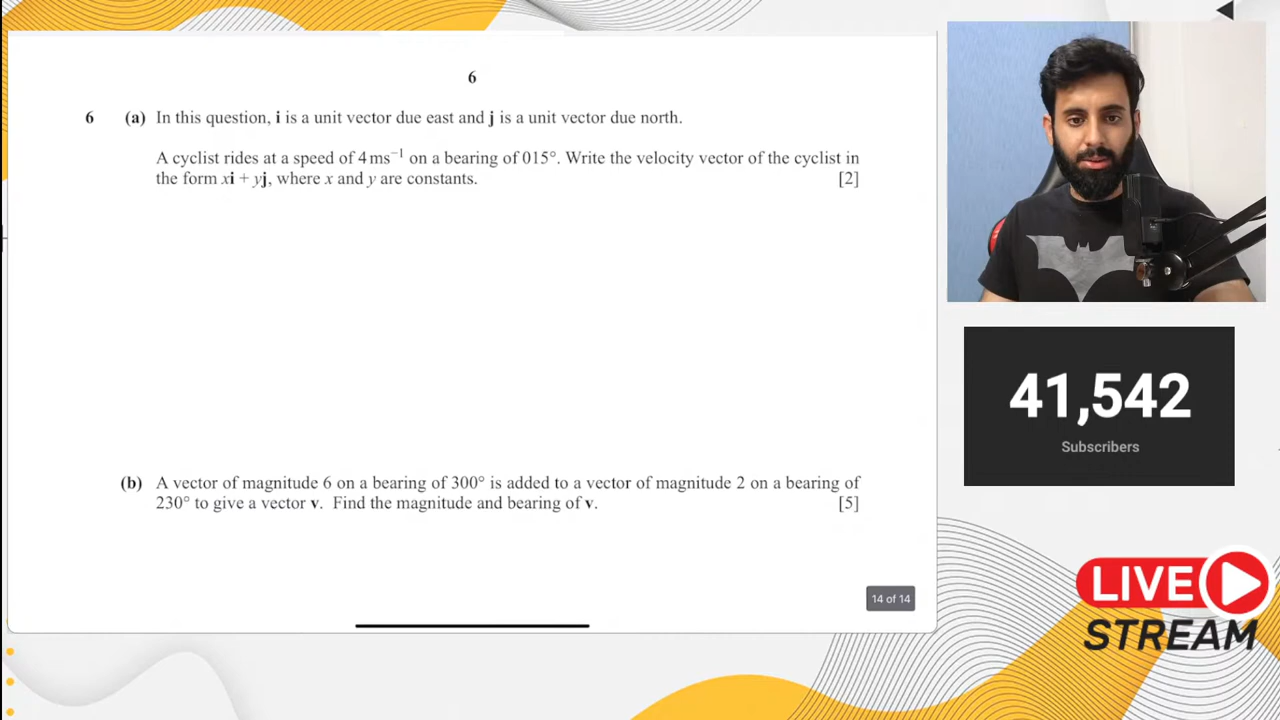 6
6 (a) In this question, i is a unit vector due east and j is a unit vector due north.
A cyclist rides at a speed of 4 ms⁻¹ on a bearing of 015°. Write the velocity vector of the cyclist in
the form xi + yj, where x and y are constants. [2]
(b) A vector of magnitude 6 on a bearing of 300° is added to a vector of magnitude 2 on a bearing of
230° to give a vector v. Find the magnitude and bearing of v. [5]
14 of 14
41,542
Subscribers
LIVE
STREAM